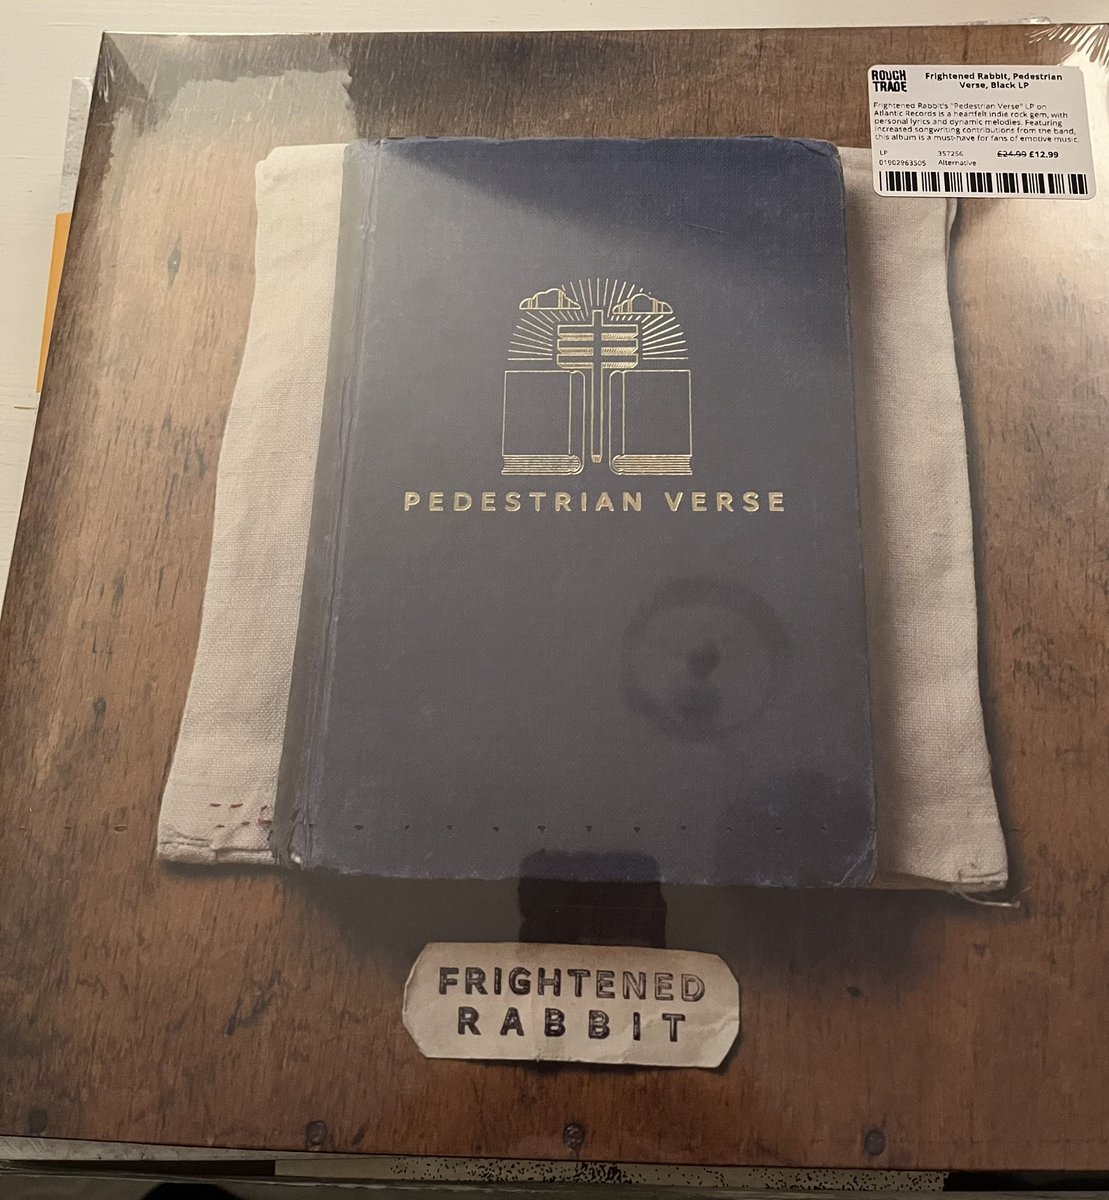 ROUGH
TRADE
Frightened Rabbit, Pedestrian
Verse, Black LP
Frightened Rabbit's "Pedestrian Verse" LP on
Atlantic Records is a heartfelt indie rock gem, with
personal lyrics and dynamic melodies. Featuring
increased songwriting contributions from the band,
this album is a must-have for fans of emotive music.
LP 357256 £24.99 £12.99
01902963505 Alternative
PEDESTRIAN VERSE
FRIGHTENED
RABBIT